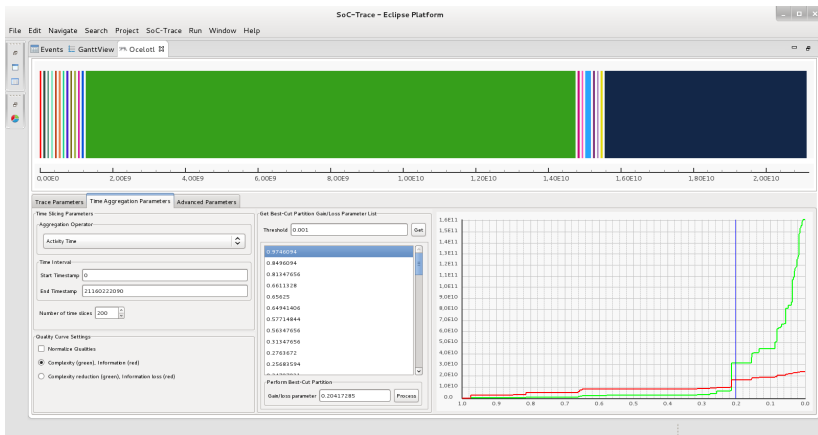 SoC-Trace - Eclipse Platform
File Edit Navigate Search Project SoC-Trace Run Window Help
Events GanttView Ocelotl
0,00E0 2,00E9 4,00E9 6,00E9 8,00E9 1,00E10 1,20E10 1,40E10 1,60E10 1,80E10 2,00E10
Trace Parameters Time Aggregation Parameters Advanced Parameters
Time Slicing Parameters
Aggregation Operator
Activity Time
Time Interval
Start Timestamp 0
End Timestamp 21160222090
Number of time slices 200
Quality Curve Settings
Normalize Qualities
Complexity (green), Information (red)
Complexity reduction (green), Information loss (red)
Get Best-Cut Partition Gain/Loss Parameter List
Threshold 0.001 Get
0.9746094
0.8496094
0.81347656
0.6611328
0.65625
0.64941406
0.57714844
0.56347656
0.31347656
0.2763672
0.25683594
Perform Best-Cut Partition
Gain/loss parameter 0.20417285 Process
1,6E11
1,5E11
1,4E11
1,3E11
1,2E11
1,1E11
1,0E11
9,0E10
8,0E10
7,0E10
6,0E10
5,0E10
4,0E10
3,0E10
2,0E10
1,0E10
0.0
1.0 0.9 0.8 0.7 0.6 0.5 0.4 0.3 0.2 0.1 0.0